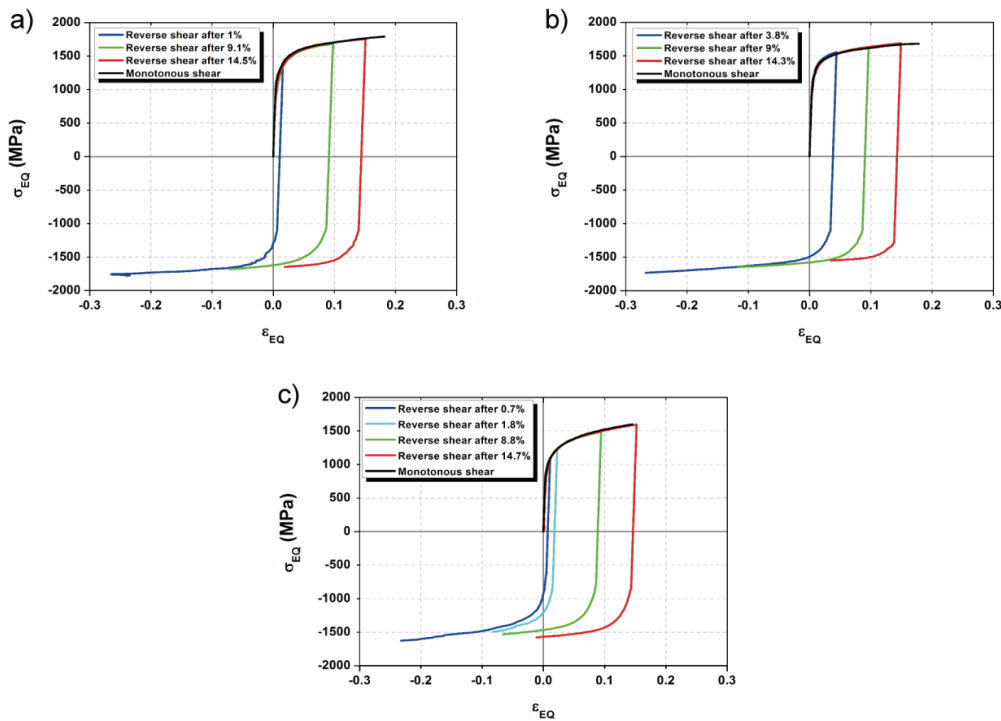 a)
2000
1500
1000
500
0
-500
-1000
-1500
-2000
σEQ (MPa)
Reverse shear after 1%
Reverse shear after 9.1%
Reverse shear after 14.5%
Monotonous shear
-0.3 -0.2 -0.1 0.0 0.1 0.2 0.3
εEQ
b)
2000
1500
1000
500
0
-500
-1000
-1500
-2000
σEQ (MPa)
Reverse shear after 3.8%
Reverse shear after 9%
Reverse shear after 14.3%
Monotonous shear
-0.3 -0.2 -0.1 0.0 0.1 0.2 0.3
εEQ
c)
2000
1500
1000
500
0
-500
-1000
-1500
-2000
σEQ (MPa)
Reverse shear after 0.7%
Reverse shear after 1.8%
Reverse shear after 8.8%
Reverse shear after 14.7%
Monotonous shear
-0.3 -0.2 -0.1 0.0 0.1 0.2 0.3
εEQ